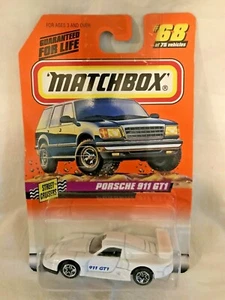 FOR AGES 3 AND OVER
GUARANTEED
FOR LIFE
#68
of 75 vehicles
MATCHBOX
PORSCHE 911 GT1
STREET
CRUISERS
911 GT1